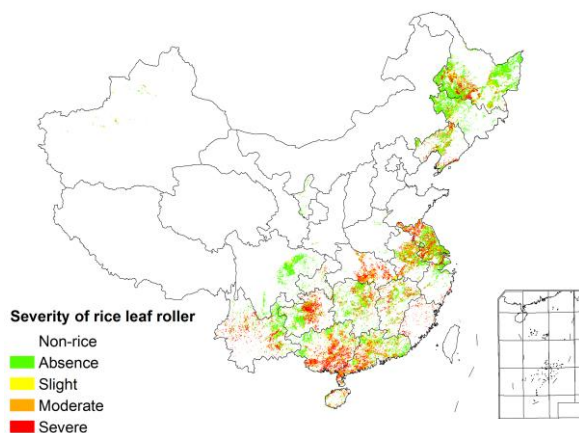 Severity of rice leaf roller
Non-rice
Absence
Slight
Moderate
Severe